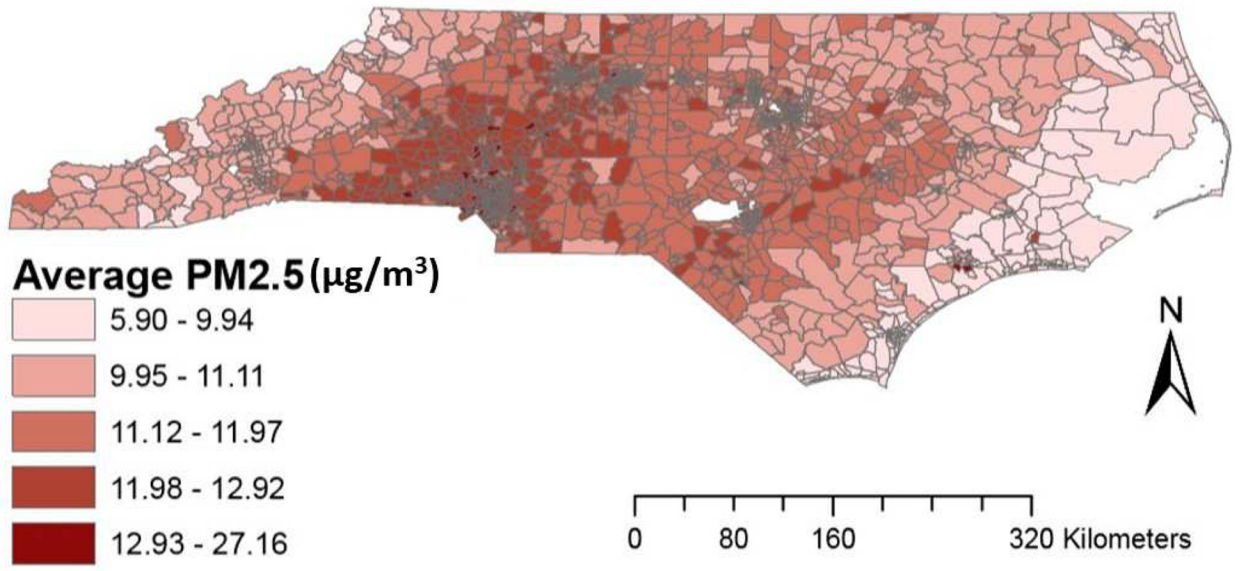 Average PM2.5 (μg/m³)
5.90 - 9.94
9.95 - 11.11
11.12 - 11.97
11.98 - 12.92
12.93 - 27.16
N
0 80 160 320 Kilometers